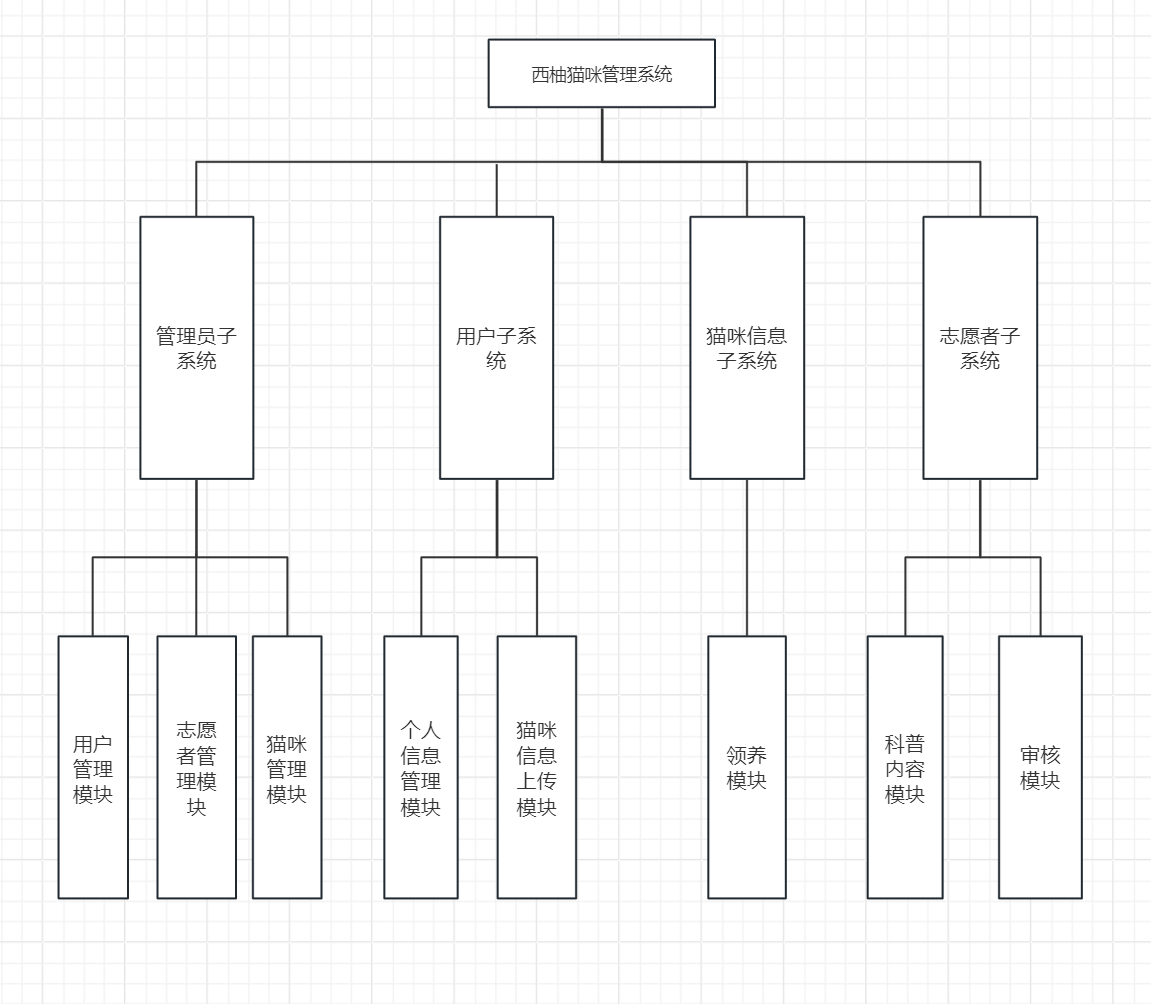 西柚猫咪管理系统
管理员子
系统
用户子系
统
猫咪信息
子系统
志愿者子
系统
用户
管理
模块
志愿
者管
理模
块
猫咪
管理
模块
个人
信息
管理
模块
猫咪
信息
上传
模块
领养
模块
科普
内容
模块
审核
模块